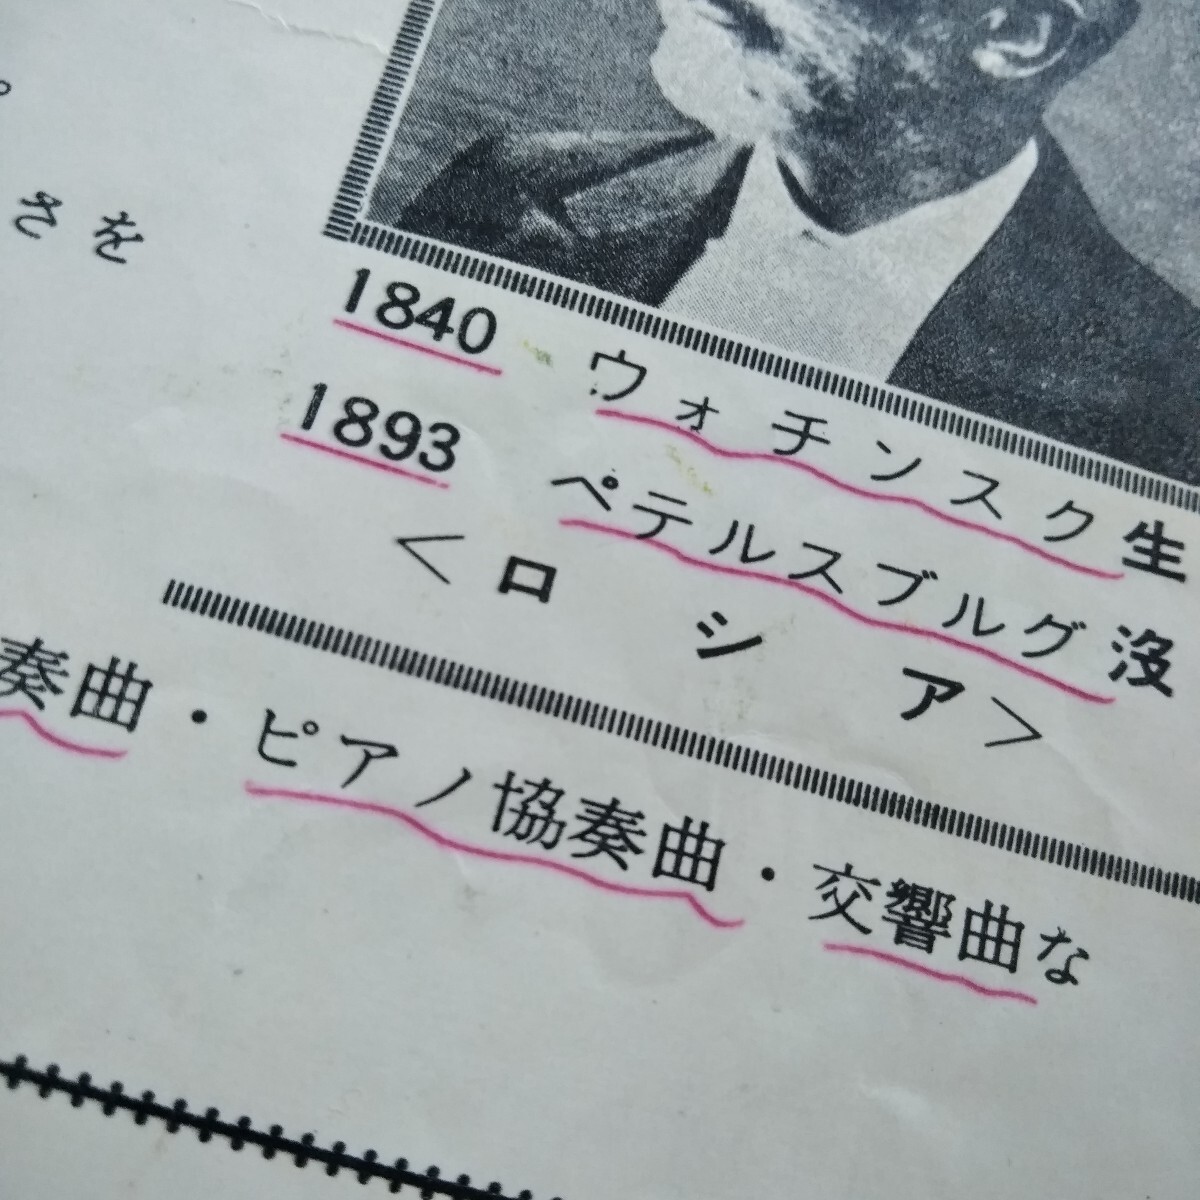 。
さを
1840 ウォチンスク生
1893 ペテルスブルグ没
＜ロシア＞
奏曲・ピアノ協奏曲・交響曲な